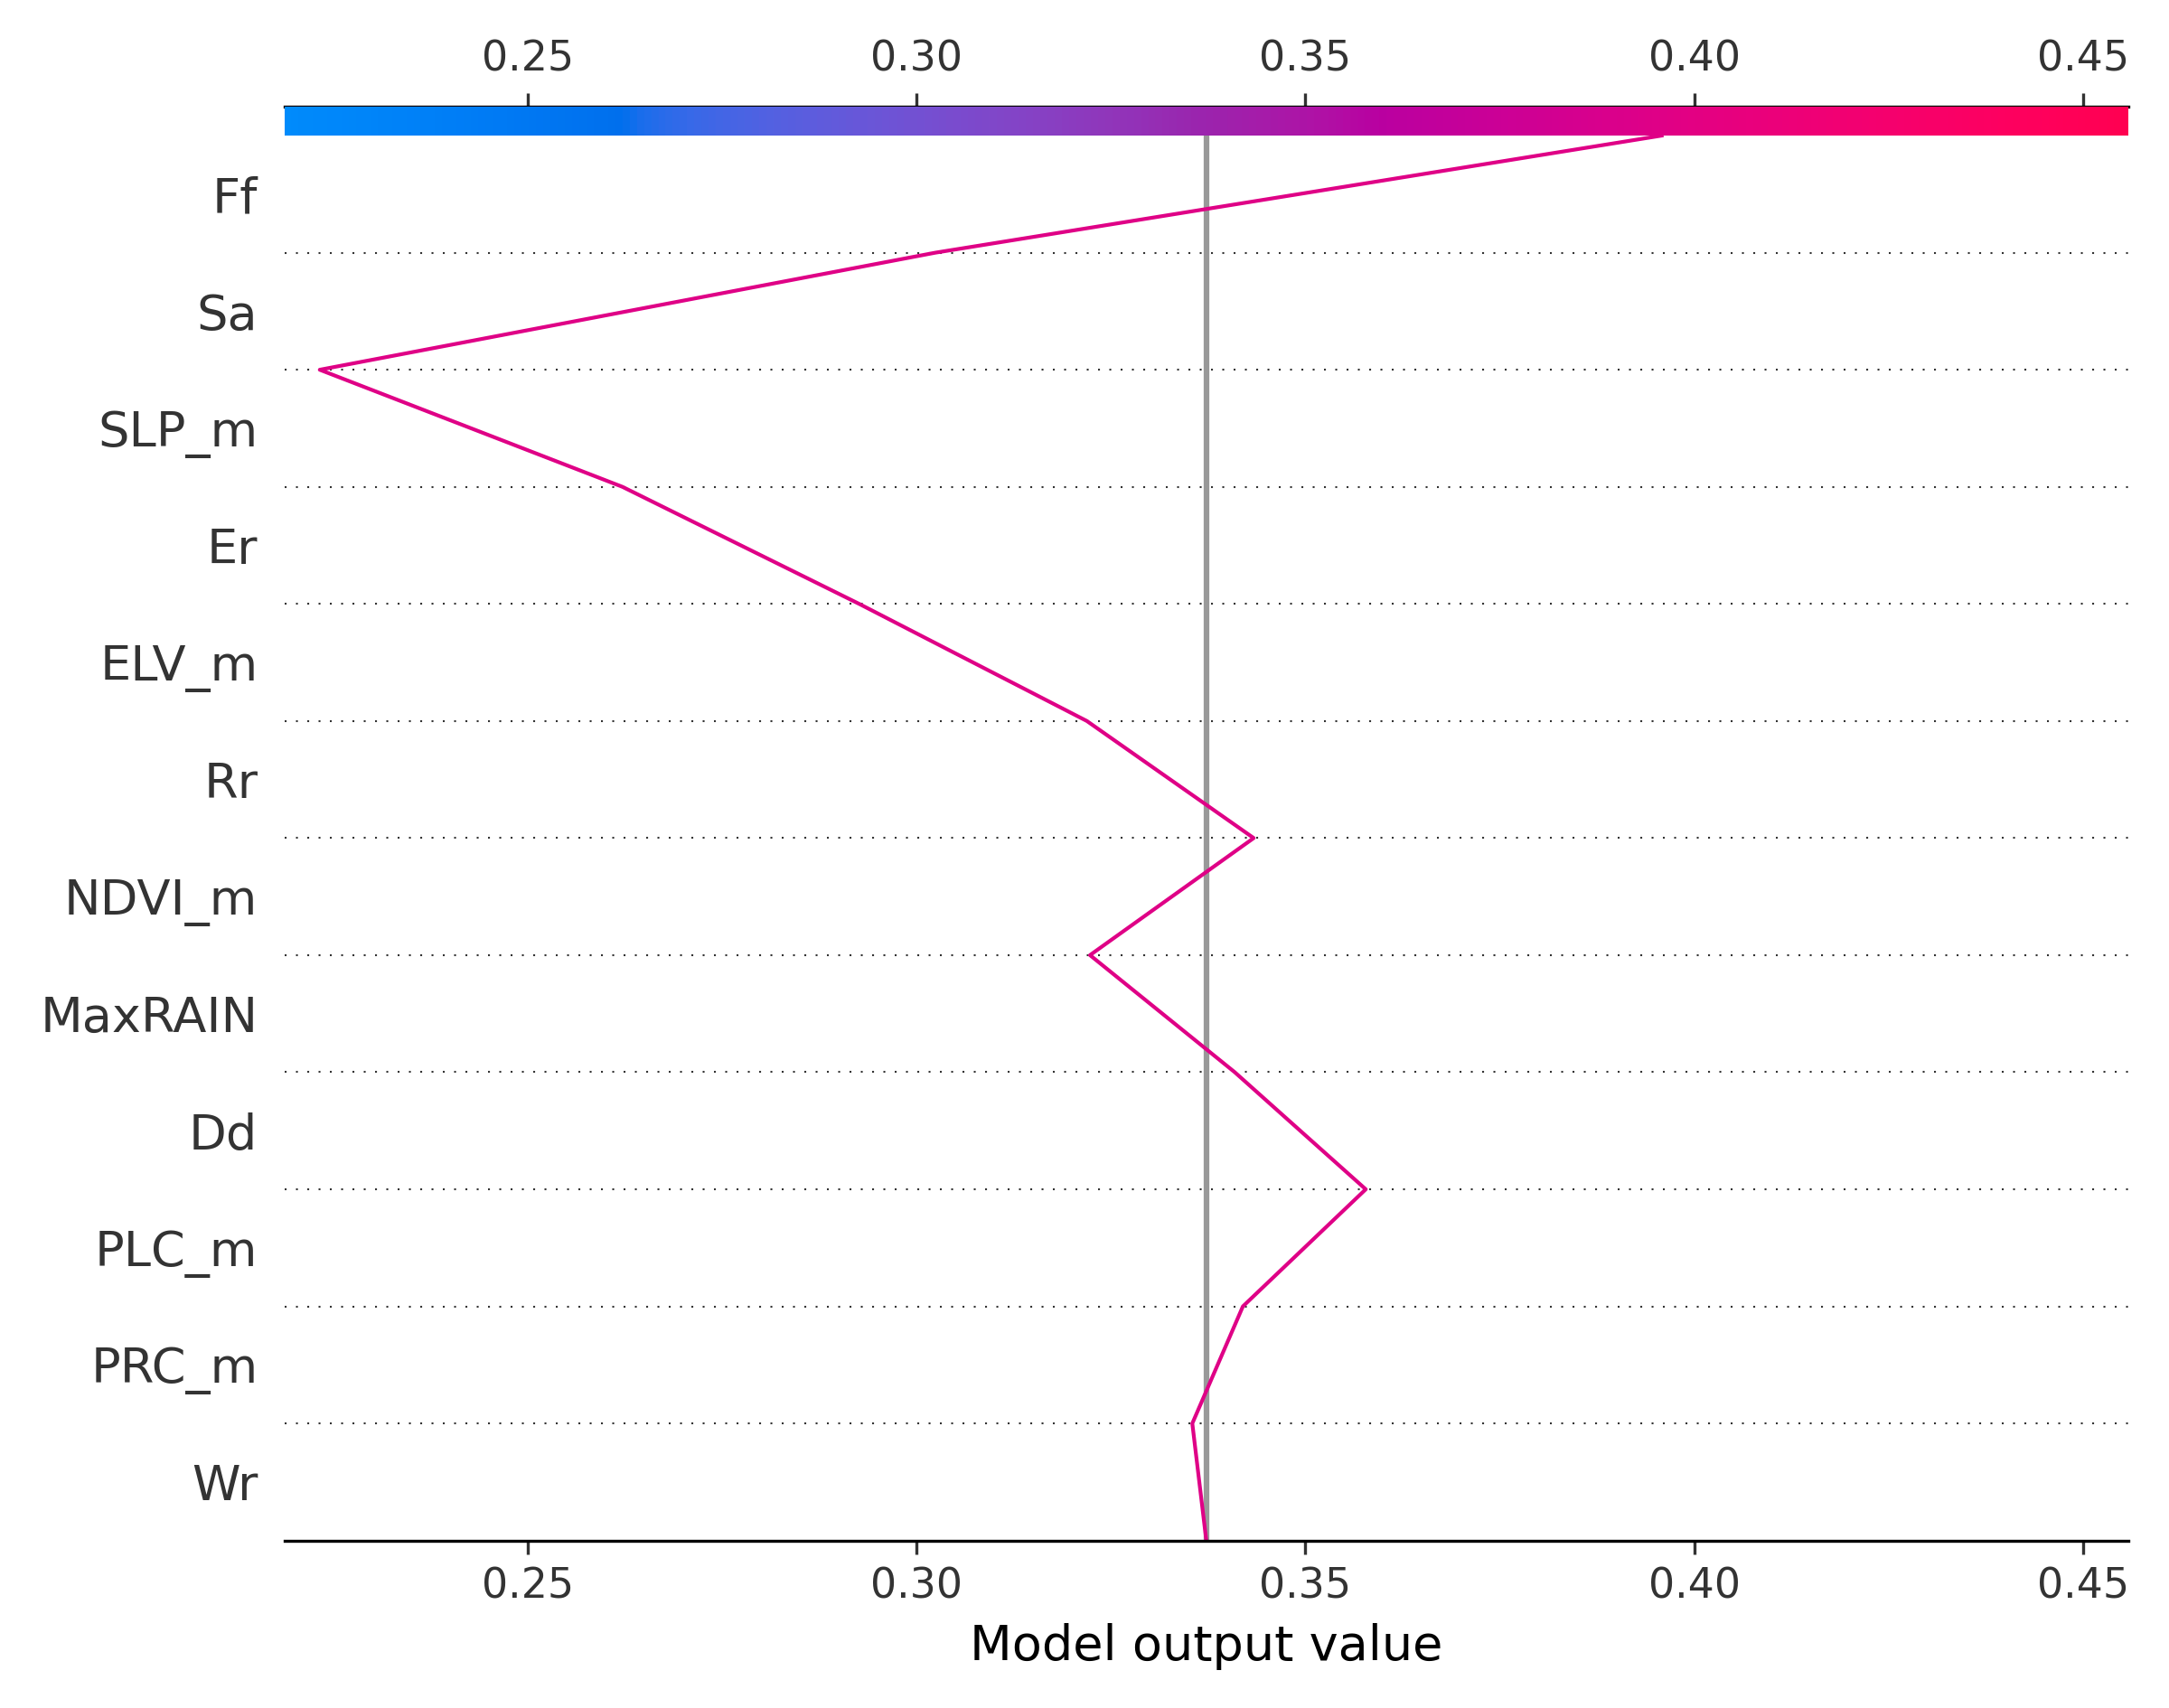 0.25 0.30 0.35 0.40 0.45
Ff
Sa
SLP_m
Er
ELV_m
Rr
NDVI_m
MaxRAIN
Dd
PLC_m
PRC_m
Wr
0.25 0.30 0.35 0.40 0.45
Model output value